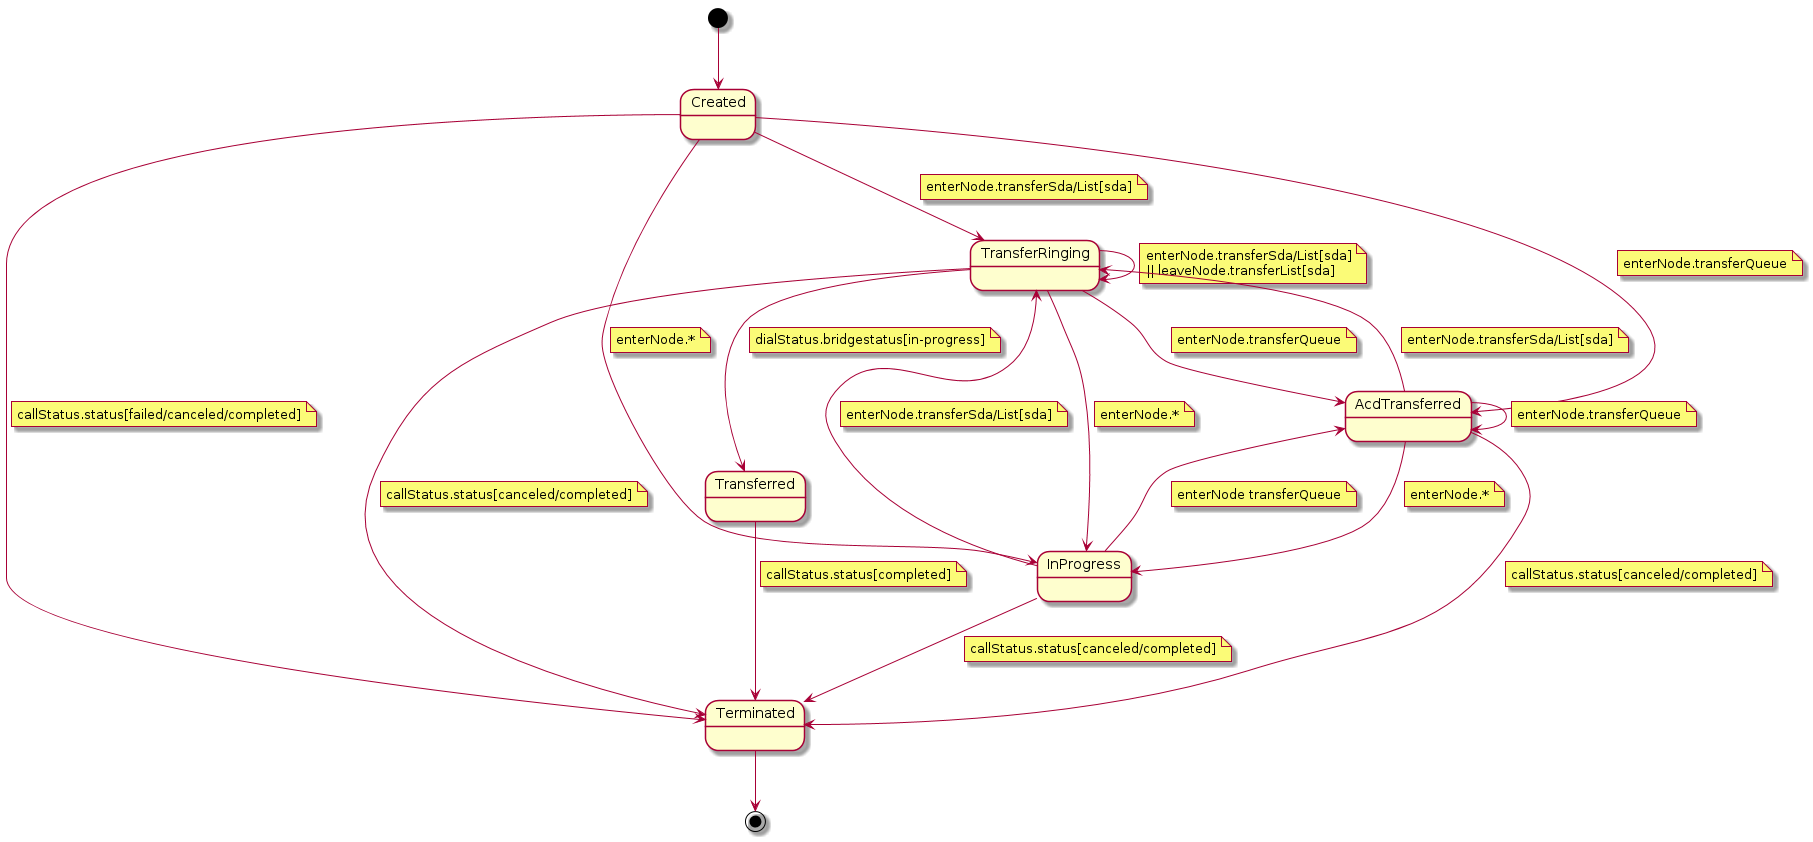 Created
enterNode.transferSda/List[sda]
TransferRinging
enterNode.transferSda/List[sda]
|| leaveNode.transferList[sda]
enterNode.transferQueue
enterNode.*
dialStatus.bridgestatus[in-progress]
enterNode.transferQueue
enterNode.transferSda/List[sda]
callStatus.status[failed/canceled/completed]
enterNode.transferSda/List[sda]
enterNode.*
AcdTransferred
enterNode.transferQueue
callStatus.status[canceled/completed]
Transferred
enterNode transferQueue
enterNode.*
callStatus.status[completed]
InProgress
callStatus.status[canceled/completed]
callStatus.status[canceled/completed]
Terminated